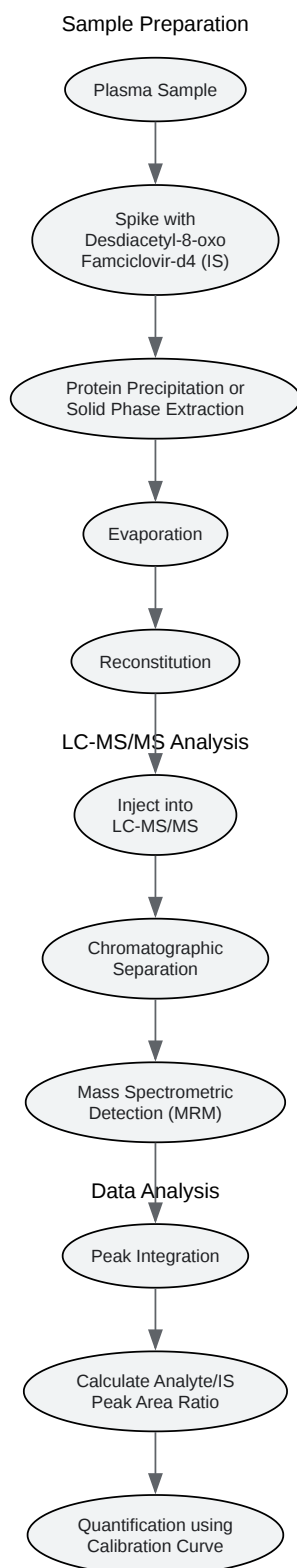 Sample Preparation
Plasma Sample
Spike with
Desdiacetyl-8-oxo
Famciclovir-d4 (IS)
Protein Precipitation or
Solid Phase Extraction
Evaporation
Reconstitution
LC-MS/MS Analysis
Inject into
LC-MS/MS
Chromatographic
Separation
Mass Spectrometric
Detection (MRM)
Data Analysis
Peak Integration
Calculate Analyte/IS
Peak Area Ratio
Quantification using
Calibration Curve